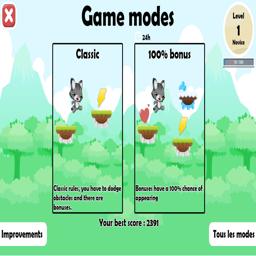 Game modes
Level
1
Novice
24h
Classic
100% bonus
Classic rules, you have to dodge
obstacles and there are
bonuses.
Bonuses have a 100% chance of
appearing
Your best score : 2391
Improvements
Tous les modes